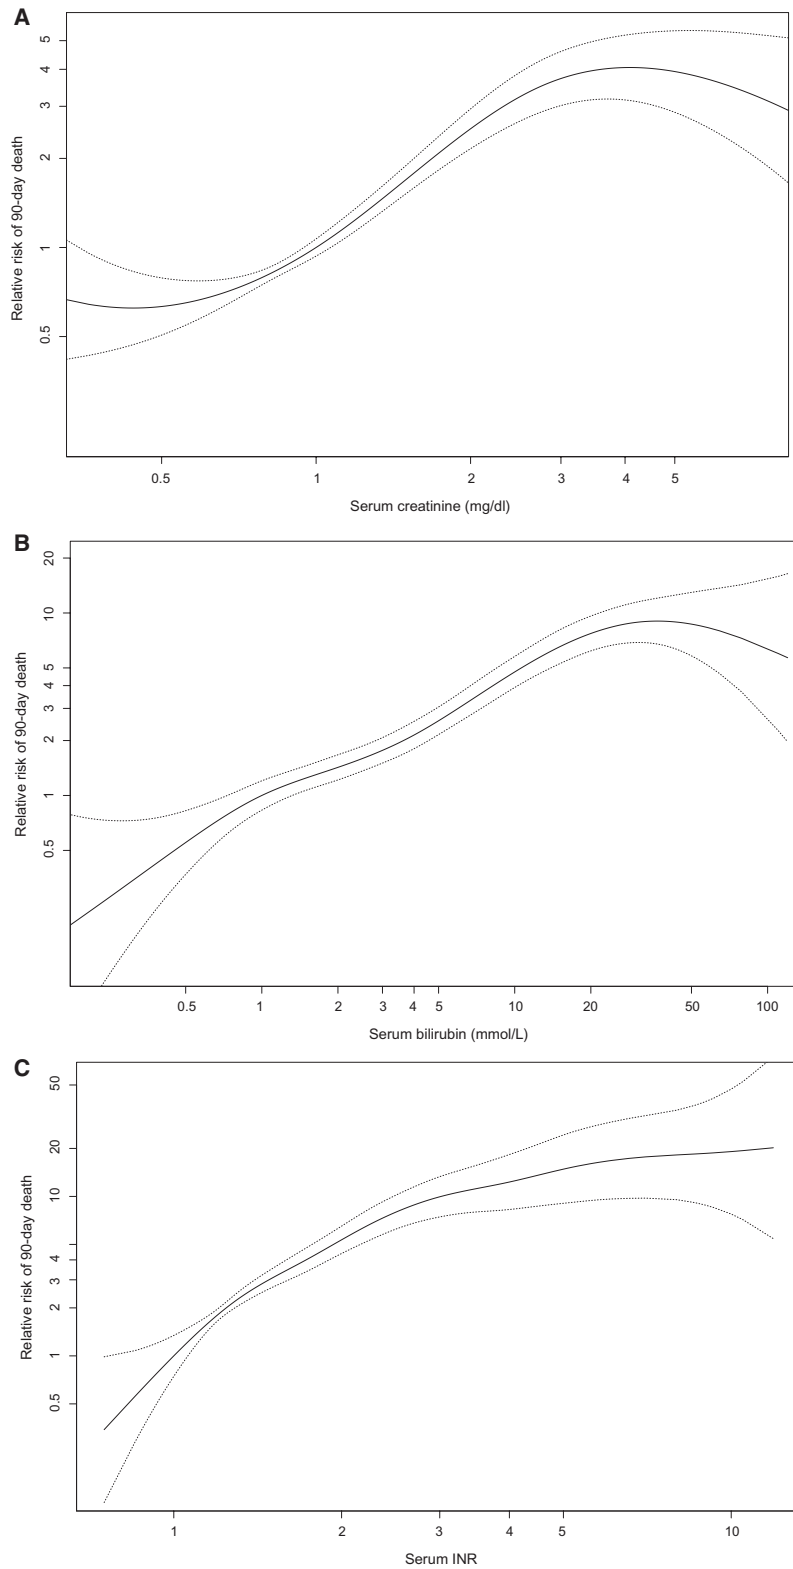 A
Relative risk of 90-day death
5
4
3
2
1
0.5
0.5 1 2 3 4 5
Serum creatinine (mg/dl)
B
Relative risk of 90-day death
20
10
5
4
3
2
1
0.5
0.5 1 2 3 4 5 10 20 50 100
Serum bilirubin (mmol/L)
C
Relative risk of 90-day death
50
20
10
4
3
2
1
0.5
1 2 3 4 5 10
Serum INR